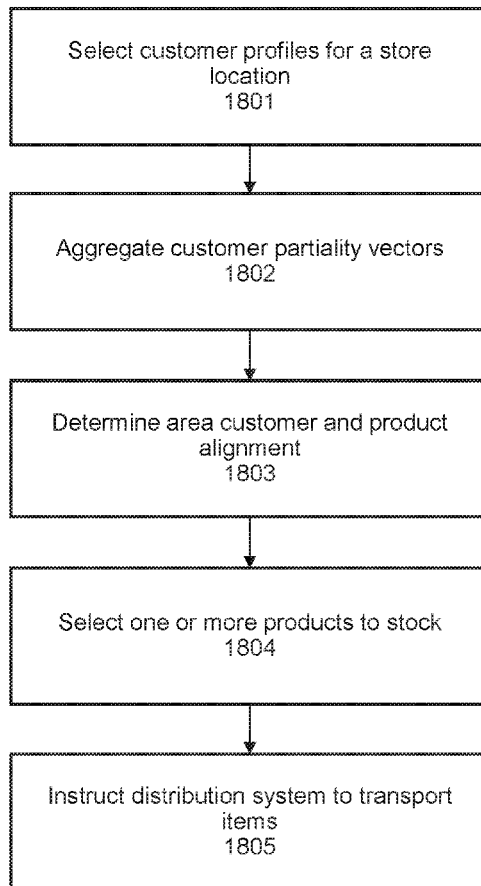 Select customer profiles for a store
location
1801
Aggregate customer partiality vectors
1802
Determine area customer and product
alignment
1803
Select one or more products to stock
1804
Instruct distribution system to transport
items
1805